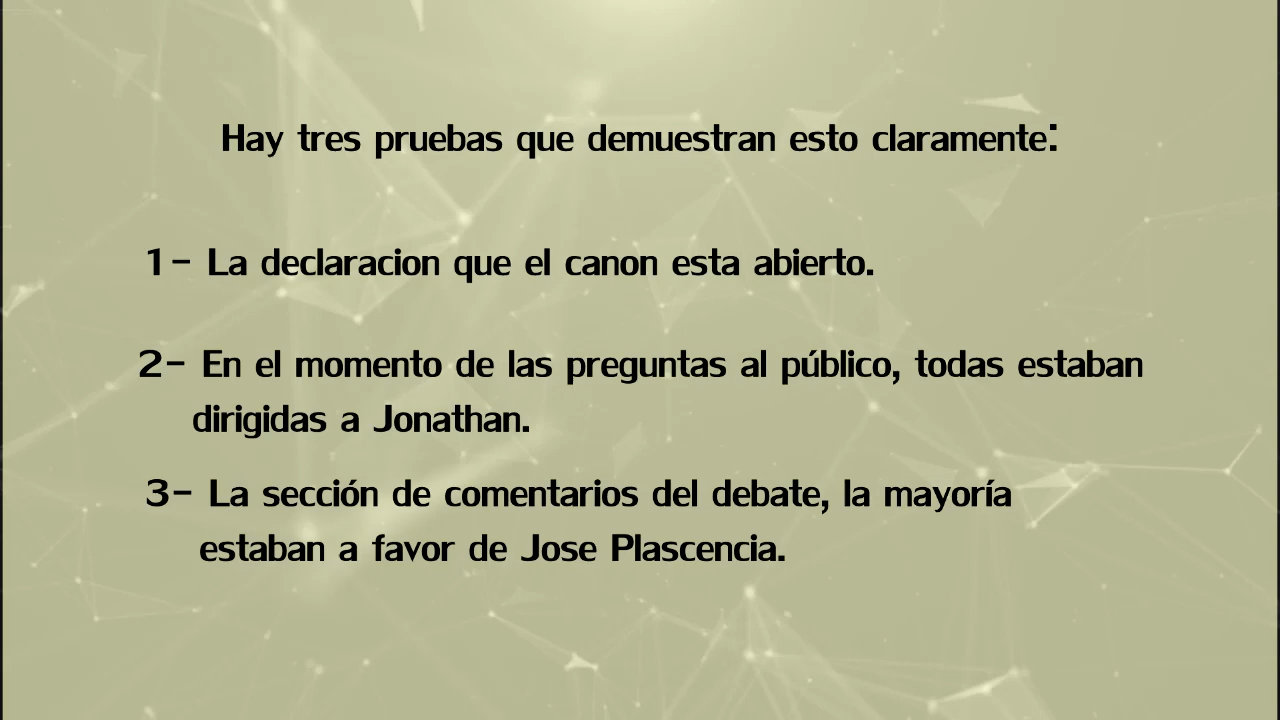 Hay tres pruebas que demuestran esto claramente:
1- La declaracion que el canon esta abierto.
2- En el momento de las preguntas al público, todas estaban
dirigidas a Jonathan.
3- La sección de comentarios del debate, la mayoría
estaban a favor de Jose Plascencia.